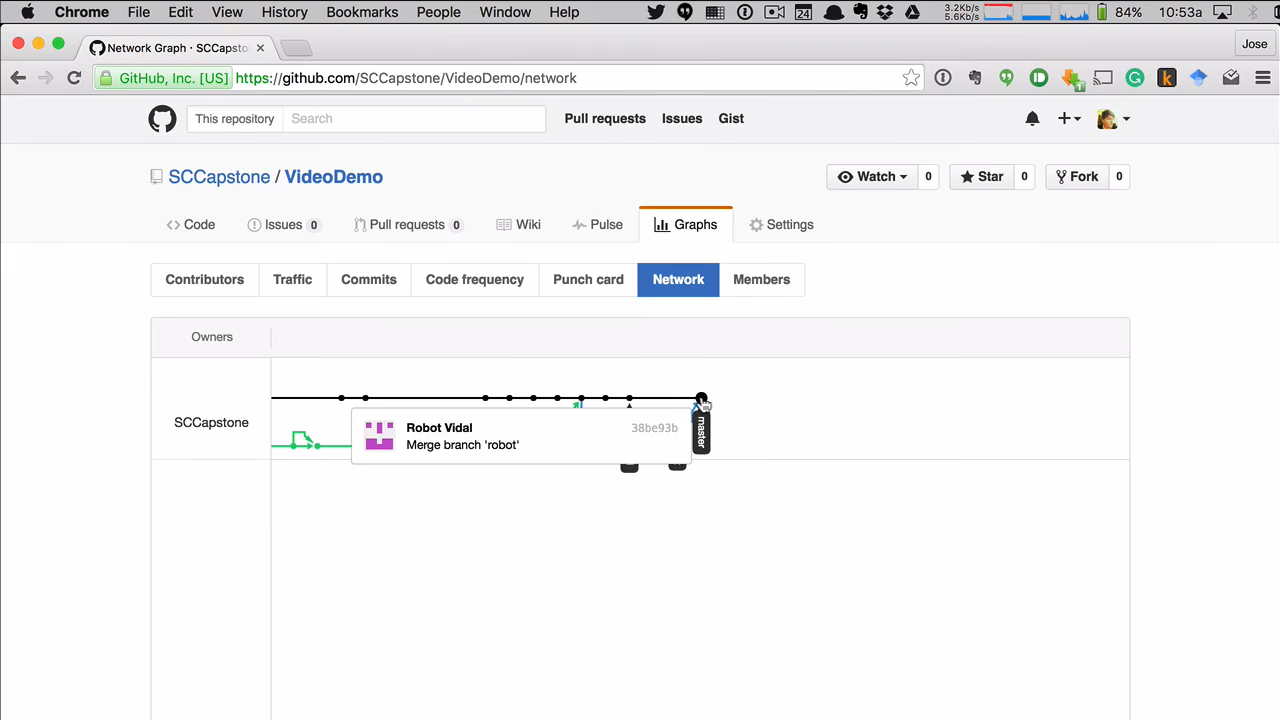 Chrome File Edit View History Bookmarks People Window Help 24 3.2Kb/s 5.6Kb/s 84% 10:53a
Network Graph · SCCapsto Jose
GitHub, Inc. [US] https://github.com/SCCapstone/VideoDemo/network 1
This repository Search Pull requests Issues Gist
SCCapstone / VideoDemo Watch 0 Star 0 Fork 0
Code Issues 0 Pull requests 0 Wiki Pulse Graphs Settings
Contributors Traffic Commits Code frequency Punch card Network Members
Owners
SCCapstone
Robot Vidal 38be93b
Merge branch 'robot'
master